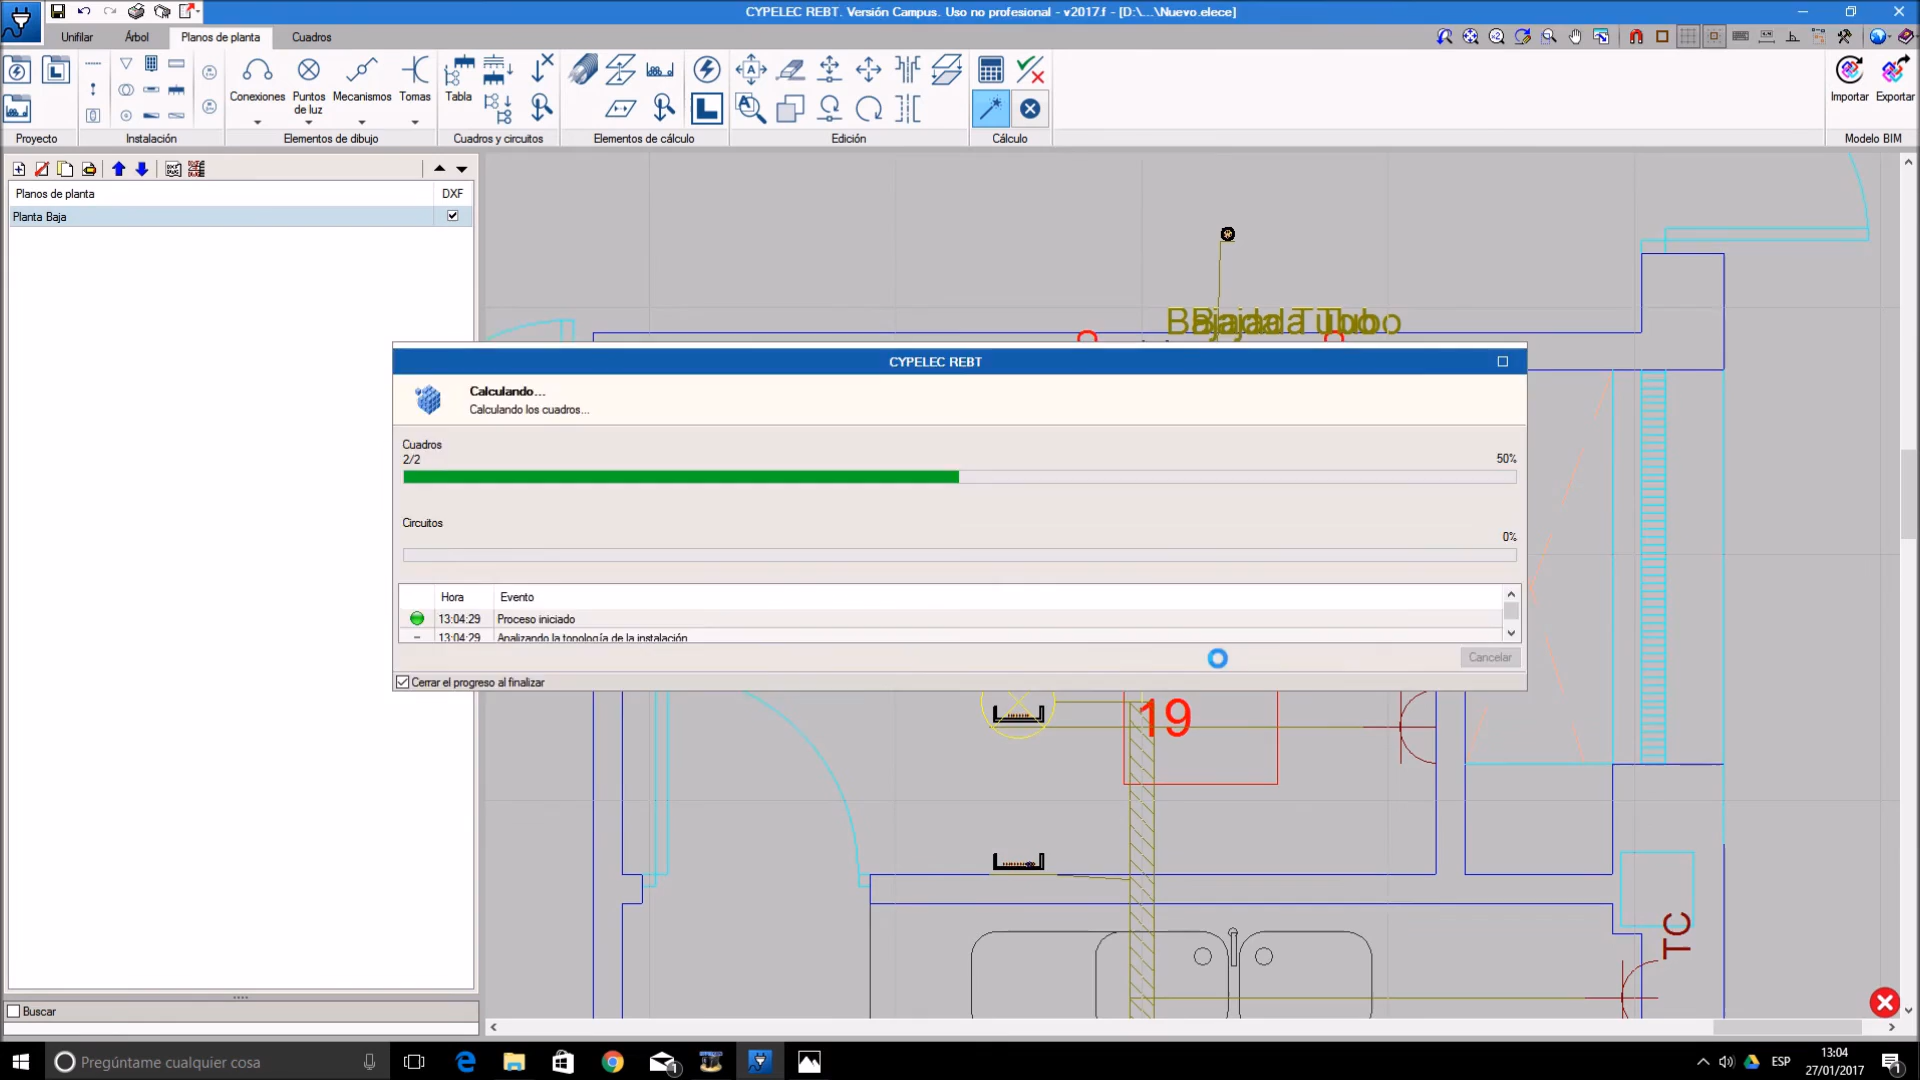 CYPELEC REBT. Versión Campus. Uso no profesional - v2017.f - [D:\...\Nuevo.elece]
Unifilar Árbol Planos de planta Cuadros
Conexiones Puntos de luz Mecanismos Tomas Tabla Importar Exportar
Proyecto Instalación Elementos de dibujo Cuadros y circuitos Elementos de cálculo Edición Cálculo Modelo BIM
Planos de planta DXF
Planta Baja
Bajada Tubo
CYPELEC REBT
Calculando...
Calculando los cuadros...
Cuadros
2/2 50%
Circuitos
0%
Hora Evento
13:04:29 Proceso iniciado
13:04:29 Analizando la topología de la instalación
Cancelar
Cerrar el progreso al finalizar
19
TC
Buscar
Pregúntame cualquier cosa
ESP
13:04
27/01/2017